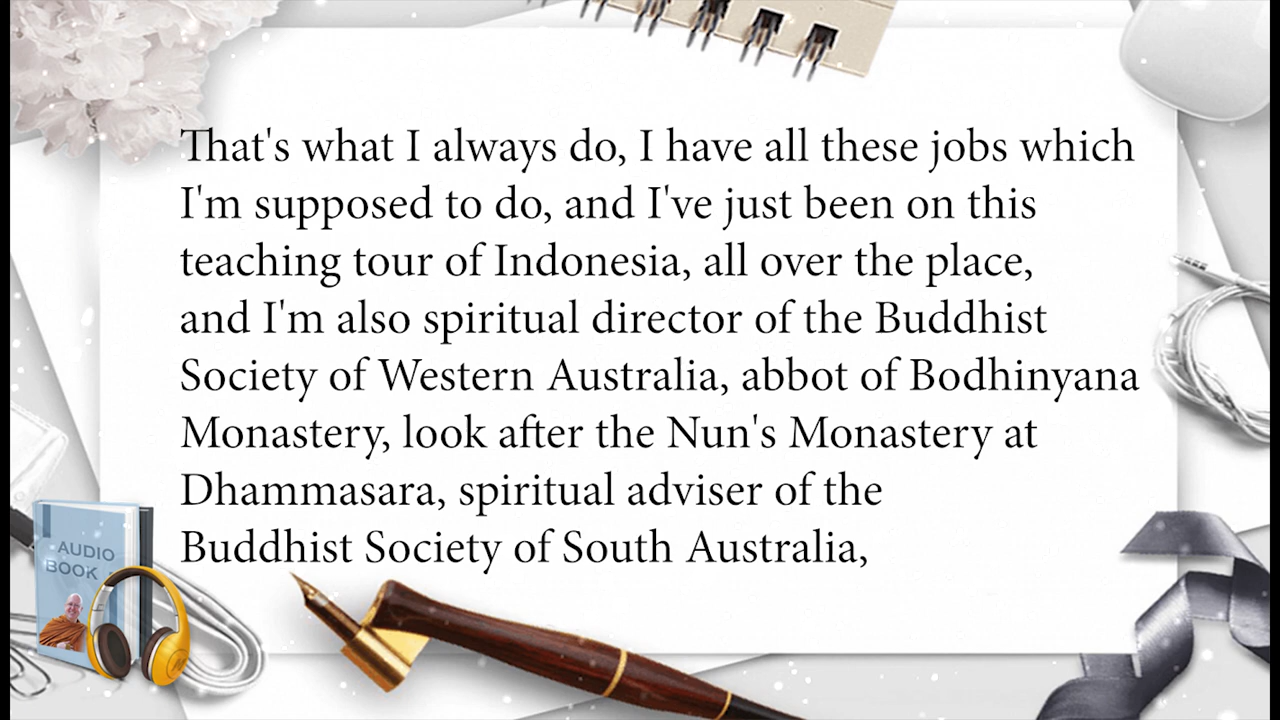 That's what I always do, I have all these jobs which
I'm supposed to do, and I've just been on this
teaching tour of Indonesia, all over the place,
and I'm also spiritual director of the Buddhist
Society of Western Australia, abbot of Bodhinyana
Monastery, look after the Nun's Monastery at
Dhammasara, spiritual adviser of the
Buddhist Society of South Australia,
AUDIO
BOOK